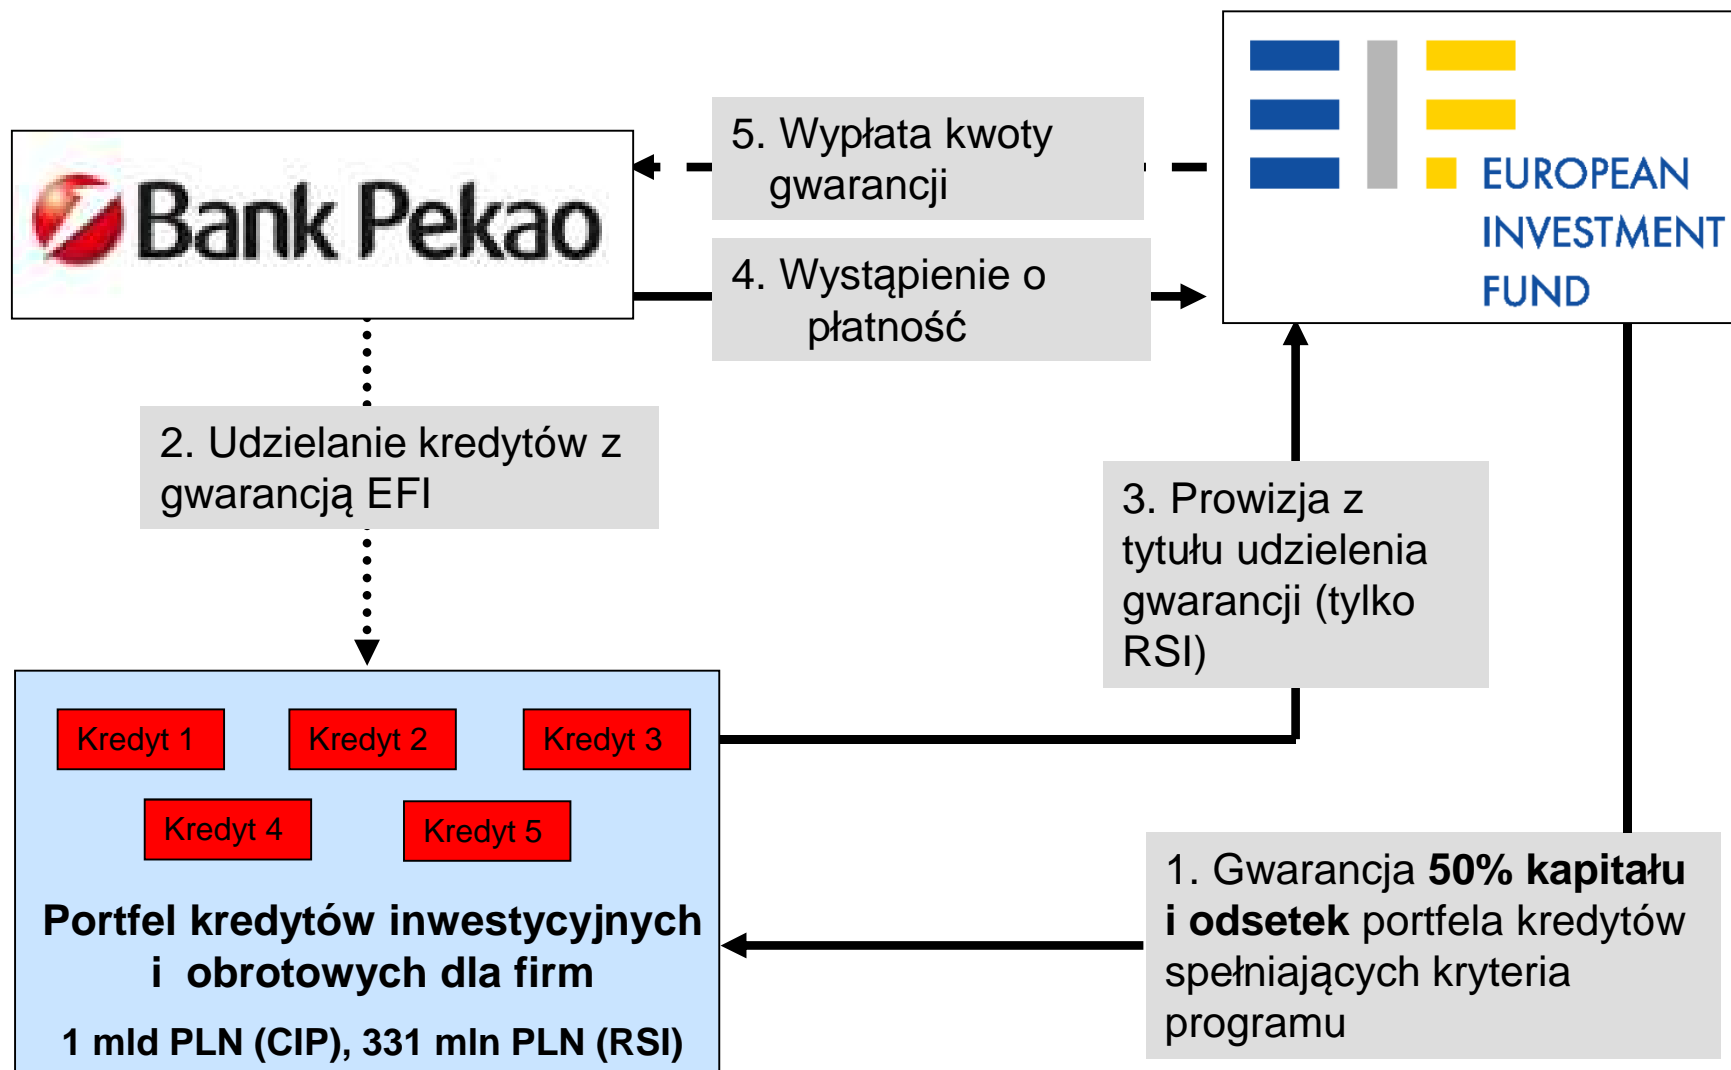 Bank Pekao
5. Wypłata kwoty
gwarancji
4. Wystąpienie o
płatność
EUROPEAN
INVESTMENT
FUND
2. Udzielanie kredytów z
gwarancją EFI
3. Prowizja z
tytułu udzielenia
gwarancji (tylko
RSI)
Kredyt 1
Kredyt 2
Kredyt 3
Kredyt 4
Kredyt 5
Portfel kredytów inwestycyjnych
i obrotowych dla firm
1 mld PLN (CIP), 331 mln PLN (RSI)
1. Gwarancja 50% kapitału
i odsetek portfela kredytów
spełniających kryteria
programu